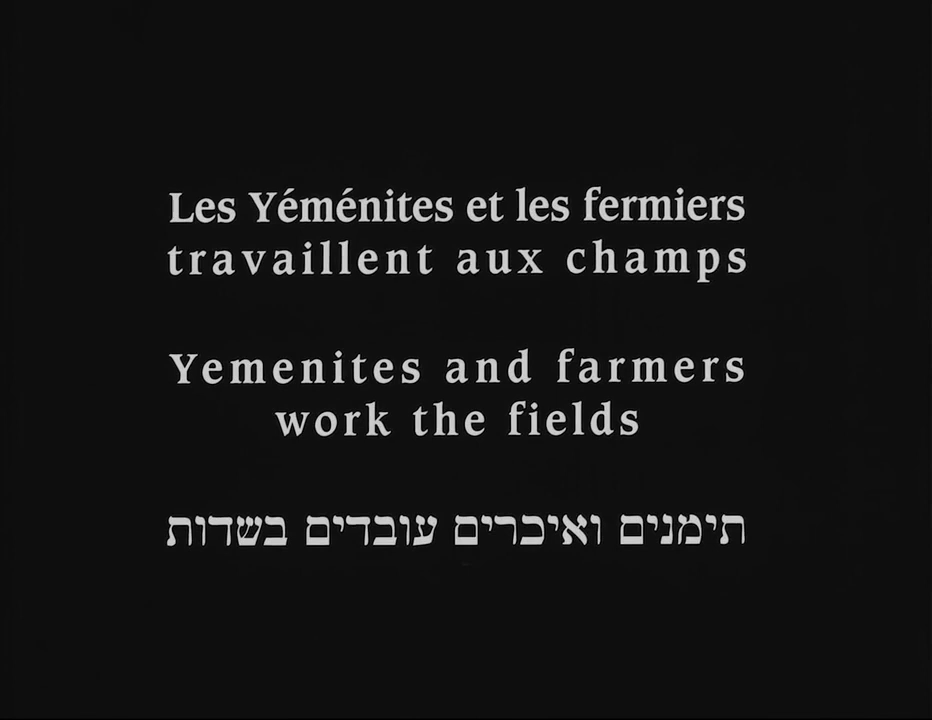 Les Yéménites et les fermiers
travaillent aux champs
Yemenites and farmers
work the fields
תימנים ואיכרים עובדים בשדות